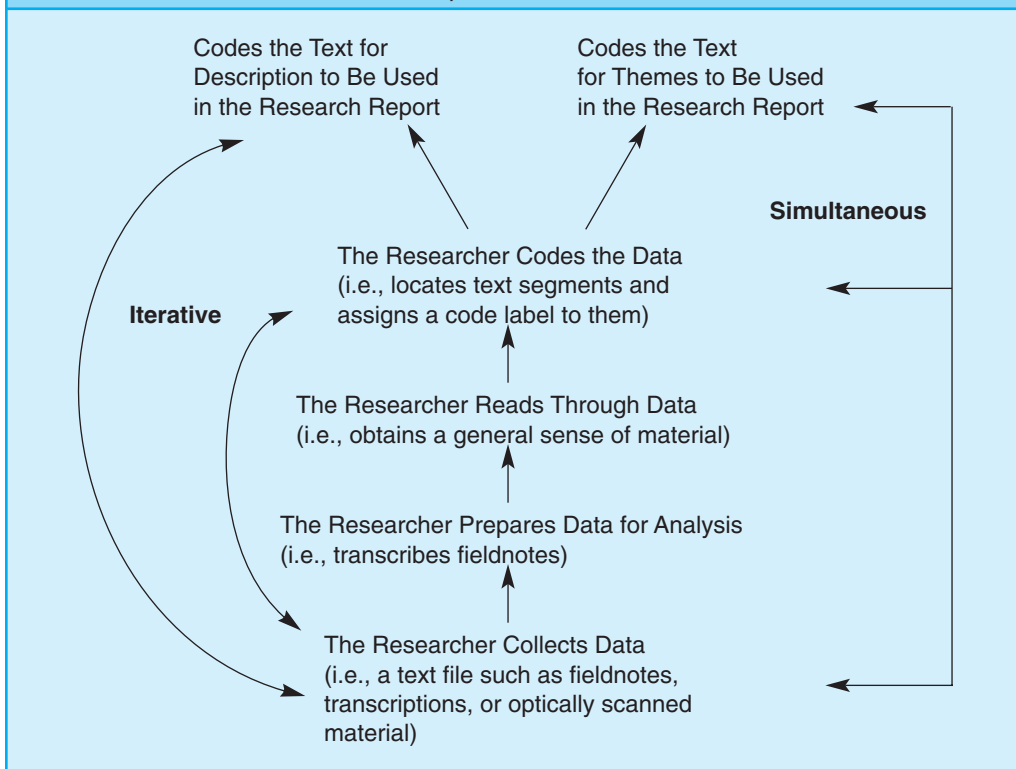 Codes the Text for
Description to Be Used
in the Research Report
Codes the Text
for Themes to Be Used
in the Research Report
Simultaneous
The Researcher Codes the Data
(i.e., locates text segments and
assigns a code label to them)
Iterative
The Researcher Reads Through Data
(i.e., obtains a general sense of material)
The Researcher Prepares Data for Analysis
(i.e., transcribes fieldnotes)
The Researcher Collects Data
(i.e., a text file such as fieldnotes,
transcriptions, or optically scanned
material)